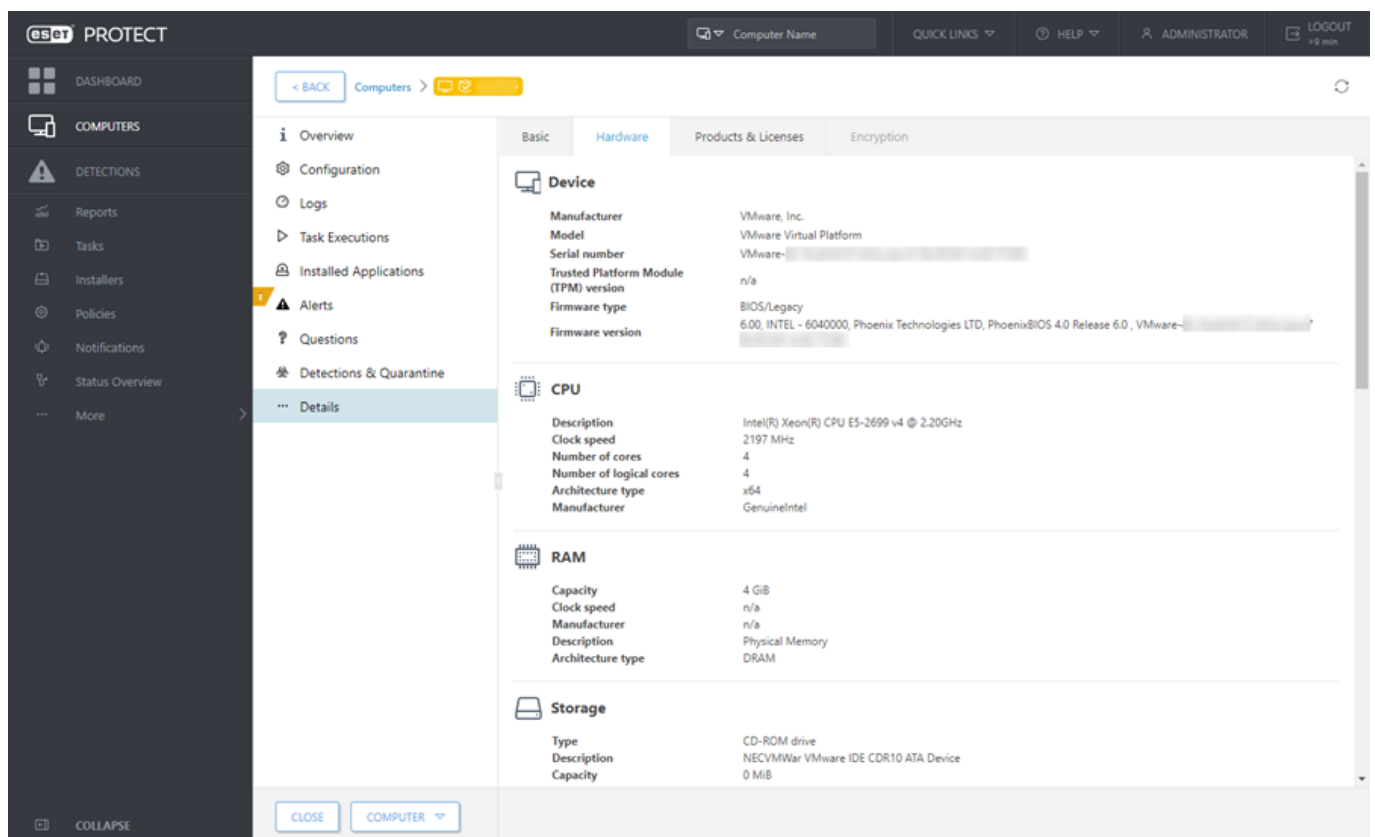 eset PROTECT
Computer Name
QUICK LINKS
HELP
ADMINISTRATOR
LOGOUT
>9 min
DASHBOARD
COMPUTERS
DETECTIONS
Reports
Tasks
Installers
Policies
Notifications
Status Overview
More
COLLAPSE
< BACK Computers >
Overview
Configuration
Logs
Task Executions
Installed Applications
1
Alerts
Questions
Detections & Quarantine
Details
Basic Hardware Products & Licenses Encryption
Device
Manufacturer VMware, Inc.
Model VMware Virtual Platform
Serial number VMware-
Trusted Platform Module
(TPM) version n/a
Firmware type BIOS/Legacy
Firmware version 6.00, INTEL - 6040000, Phoenix Technologies LTD, PhoenixBIOS 4.0 Release 6.0 , VMware-
CPU
Description Intel(R) Xeon(R) CPU E5-2699 v4 @ 2.20GHz
Clock speed 2197 MHz
Number of cores 4
Number of logical cores 4
Architecture type x64
Manufacturer GenuineIntel
RAM
Capacity 4 GiB
Clock speed n/a
Manufacturer n/a
Description Physical Memory
Architecture type DRAM
Storage
Type CD-ROM drive
Description NECVMWar VMware IDE CDR10 ATA Device
Capacity 0 MiB
CLOSE COMPUTER